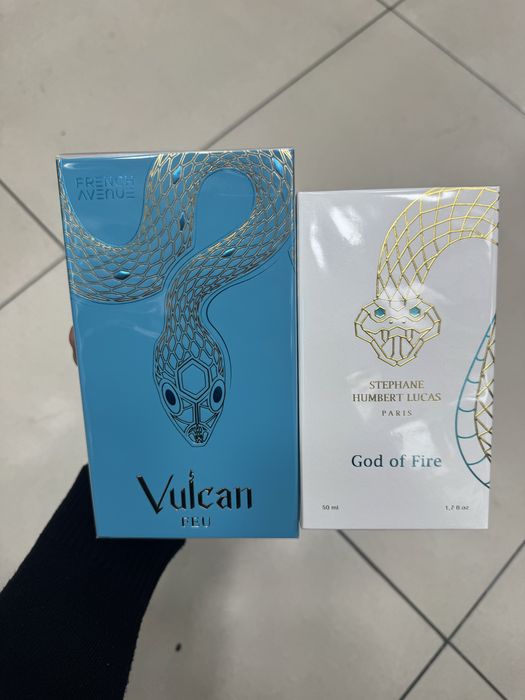 FRENCH
AVENUE
Vulcan
FEU
STEPHANE
HUMBERT LUCAS
PARIS
God of Fire
50 ml
1,7 fl.oz